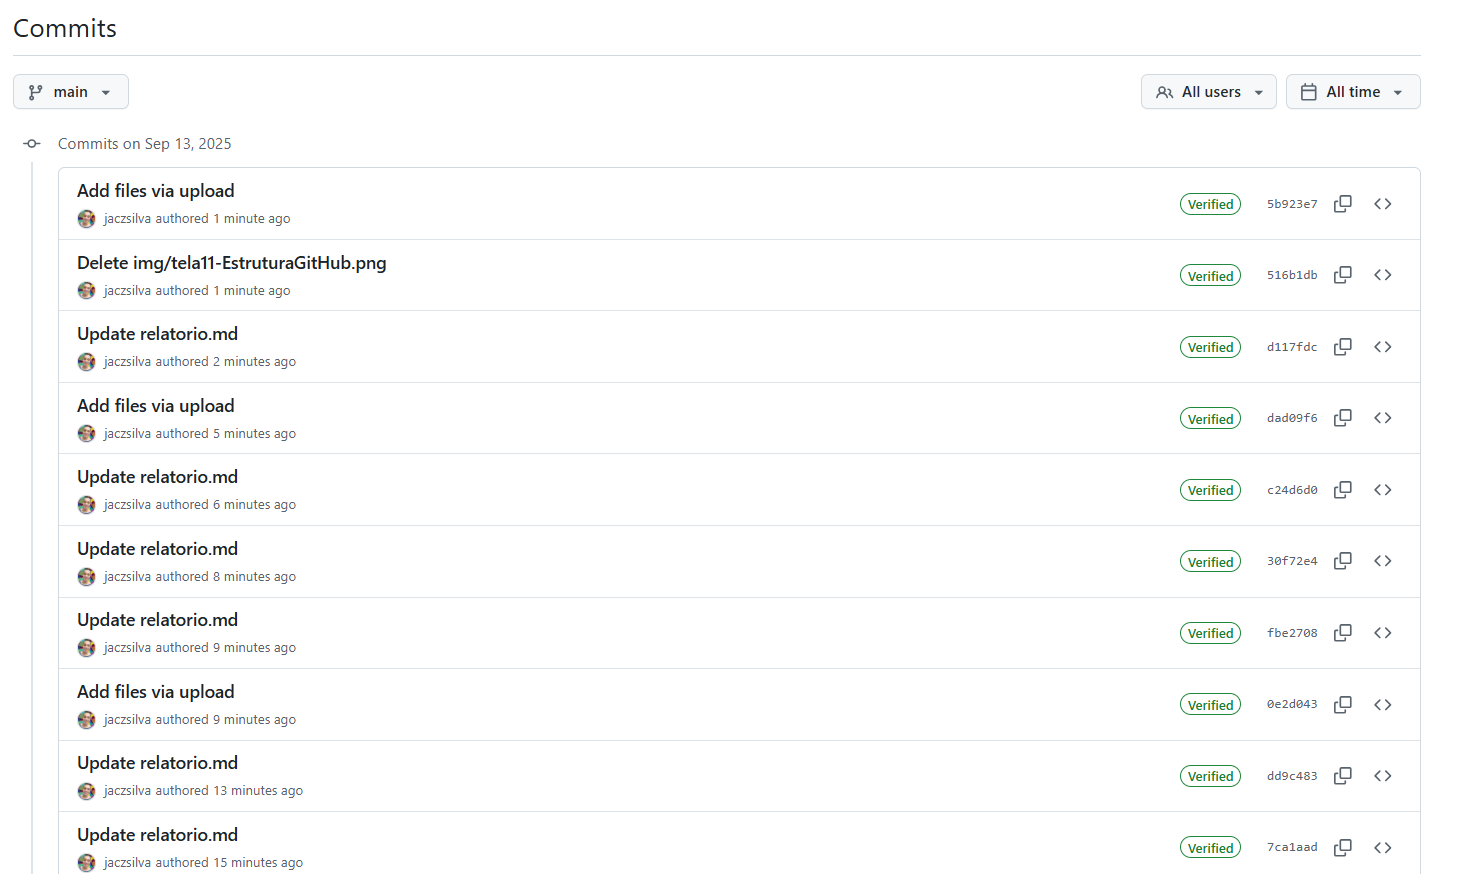 Commits
main
All users
All time
Commits on Sep 13, 2025
Add files via upload
jaczsilva authored 1 minute ago
Verified
5b923e7
Delete img/tela11-EstruturaGitHub.png
jaczsilva authored 1 minute ago
Verified
516b1db
Update relatorio.md
jaczsilva authored 2 minutes ago
Verified
d117fdc
Add files via upload
jaczsilva authored 5 minutes ago
Verified
dad09f6
Update relatorio.md
jaczsilva authored 6 minutes ago
Verified
c24d6d0
Update relatorio.md
jaczsilva authored 8 minutes ago
Verified
30f72e4
Update relatorio.md
jaczsilva authored 9 minutes ago
Verified
fbe2708
Add files via upload
jaczsilva authored 9 minutes ago
Verified
0e2d043
Update relatorio.md
jaczsilva authored 13 minutes ago
Verified
dd9c483
Update relatorio.md
jaczsilva authored 15 minutes ago
Verified
7ca1aad